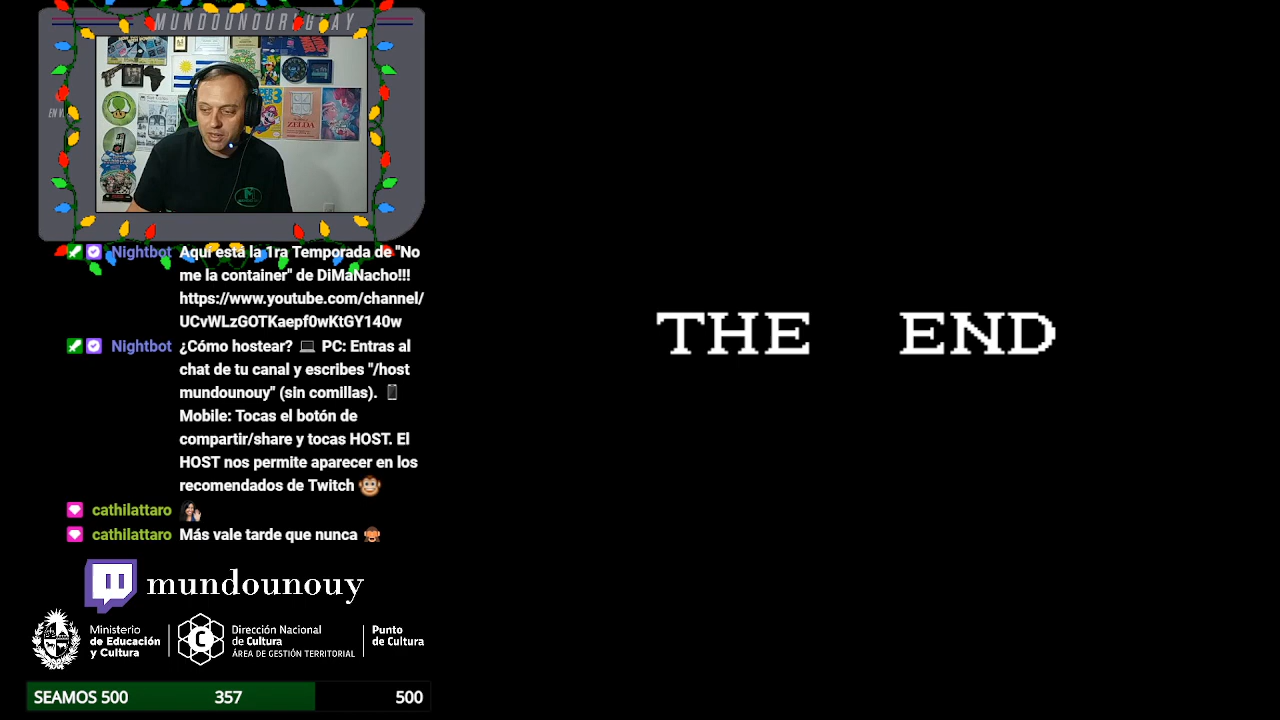 MUNDOUNOURUGUAY
EN V
ZELDA
Nightbot Aquí está la 1ra Temporada de "No
me la container" de DiMaNacho!!!
https://www.youtube.com/channel/
UCvWLzGOTKaepf0wKtGY140w
Nightbot ¿Cómo hostear? 💻 PC: Entras al
chat de tu canal y escribes "/host
mundounouy" (sin comillas). 📱
Mobile: Tocas el botón de
compartir/share y tocas HOST. El
HOST nos permite aparecer en los
recomendados de Twitch 🐵
cathilattaro
cathilattaro Más vale tarde que nunca 🙈
mundounouy
Ministerio
de Educación
y Cultura
Dirección Nacional
de Cultura
ÁREA DE GESTIÓN TERRITORIAL
Punto
de Cultura
SEAMOS 500 357 500
THE END